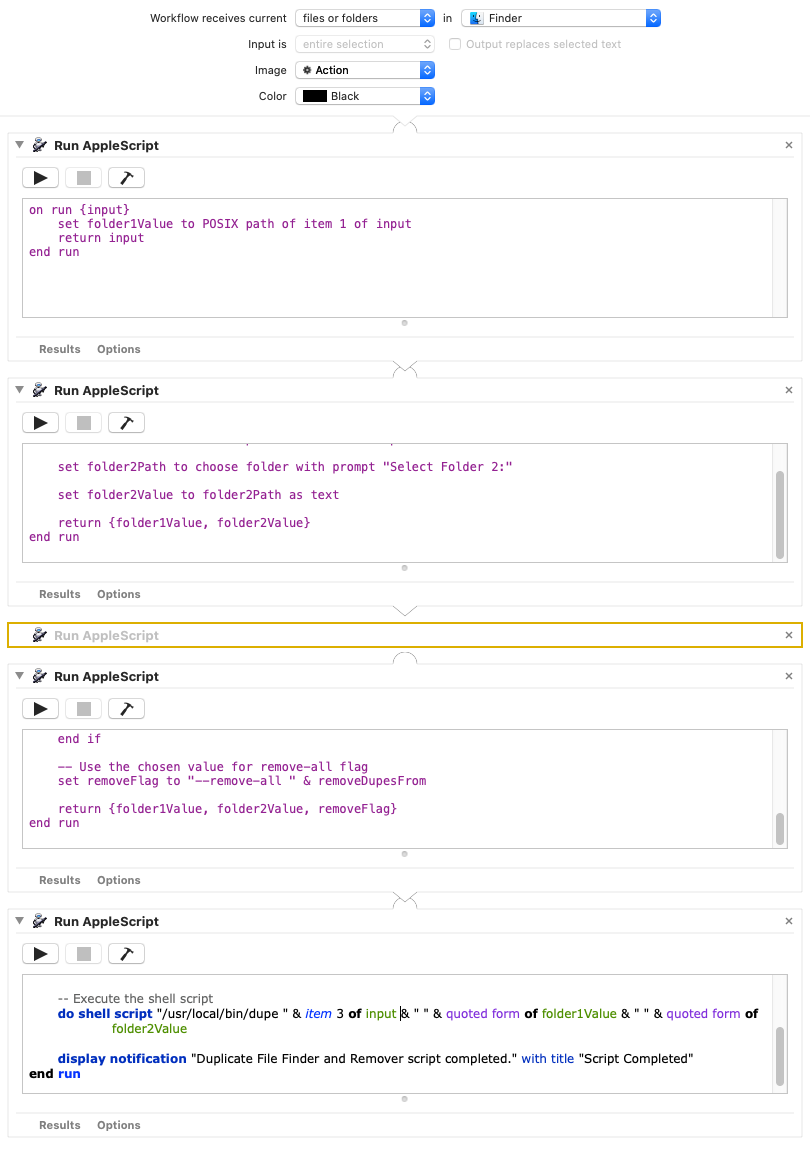 Workflow receives current files or folders in Finder
Input is entire selection Output replaces selected text
Image Action
Color Black
Run AppleScript
on run {input}
    set folder1Value to POSIX path of item 1 of input
    return input
end run
Results Options
Run AppleScript
    set folder2Path to choose folder with prompt "Select Folder 2:"
    set folder2Value to folder2Path as text
    return {folder1Value, folder2Value}
end run
Results Options
Run AppleScript
Run AppleScript
    end if
    -- Use the chosen value for remove-all flag
    set removeFlag to "--remove-all " & removeDupesFrom
    return {folder1Value, folder2Value, removeFlag}
end run
Results Options
Run AppleScript
    -- Execute the shell script
    do shell script "/usr/local/bin/dupe " & item 3 of input & " " & quoted form of folder1Value & " " & quoted form of
        folder2Value
    display notification "Duplicate File Finder and Remover script completed." with title "Script Completed"
end run
Results Options